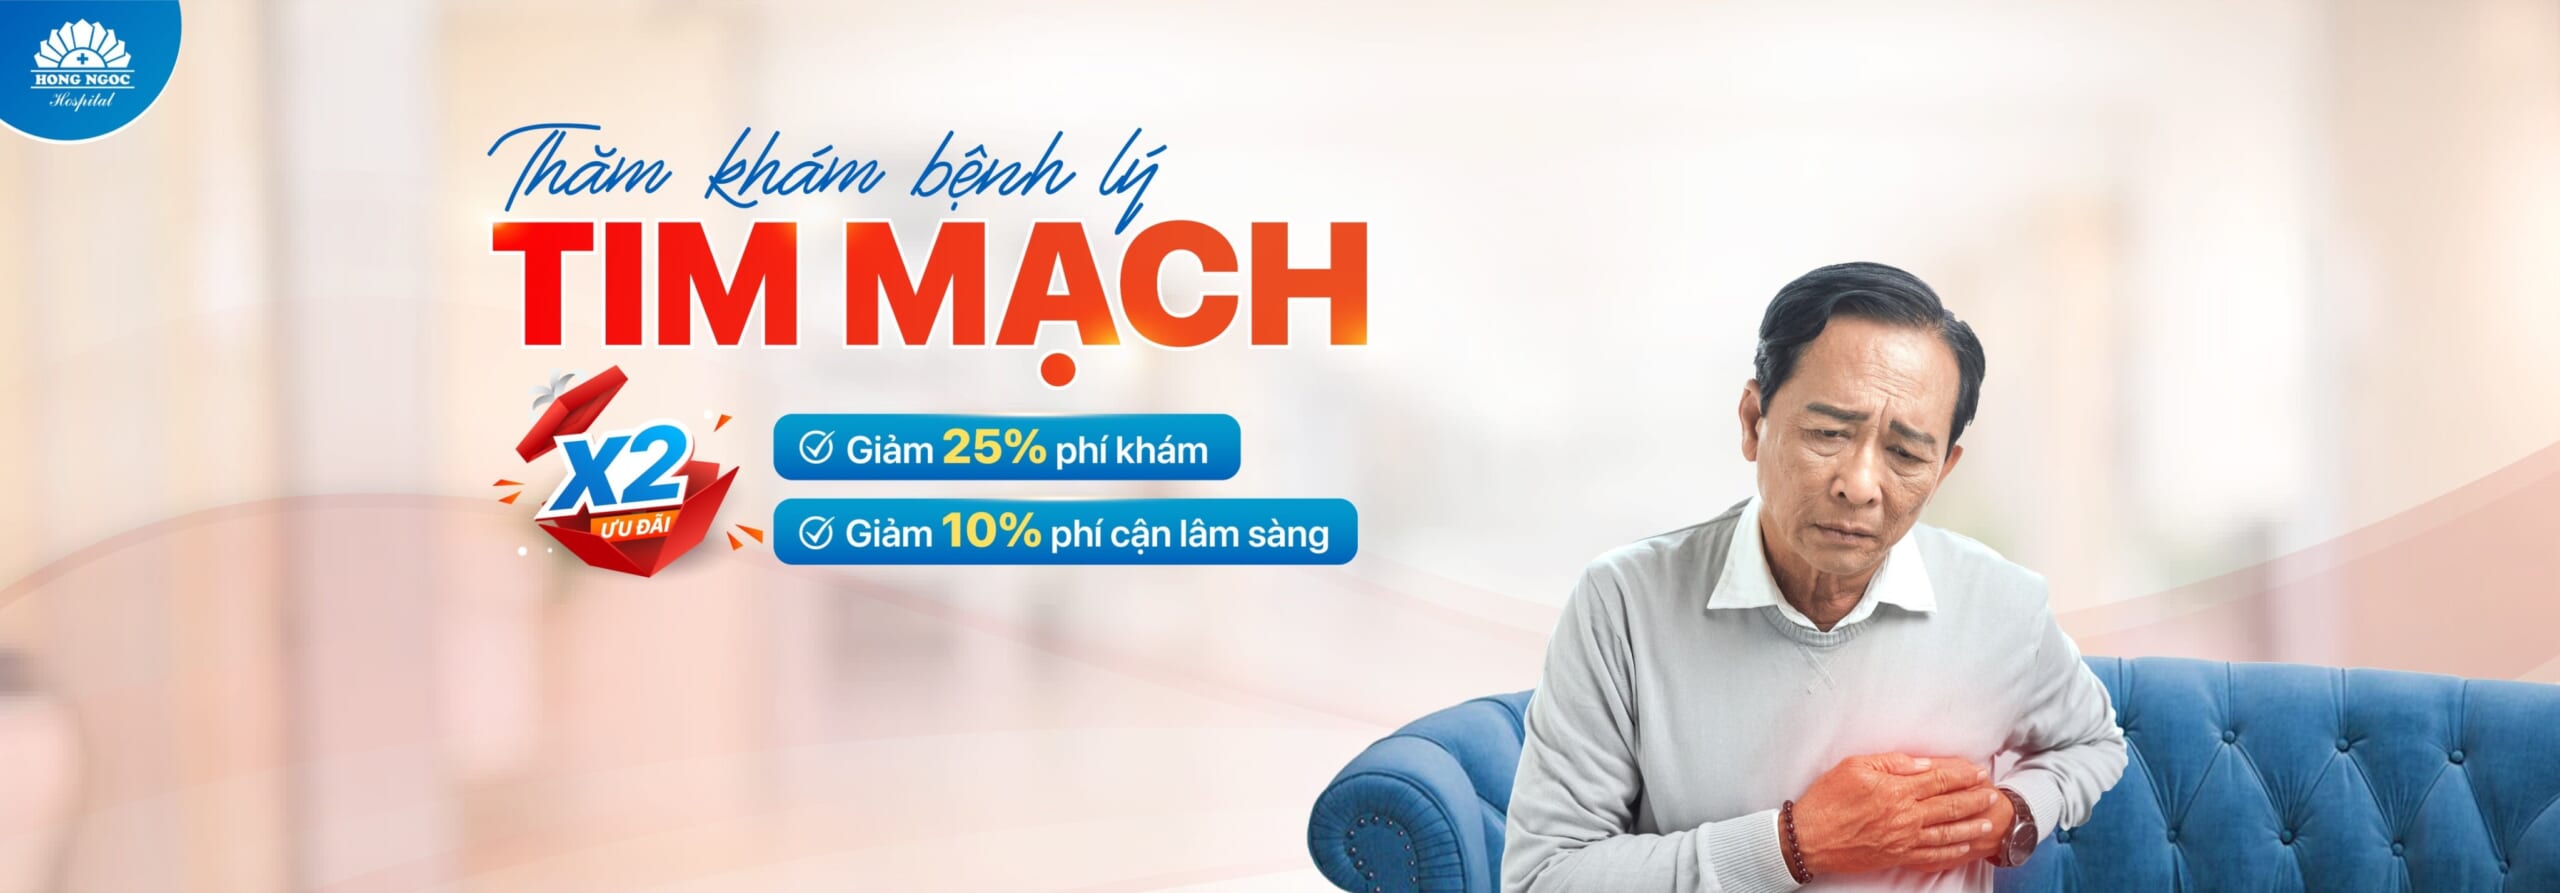 HONG NGOC
Hospital
Thăm khám bệnh lý
TIM MẠCH
X2
ƯU ĐÃI
Giảm 25% phí khám
Giảm 10% phí cận lâm sàng